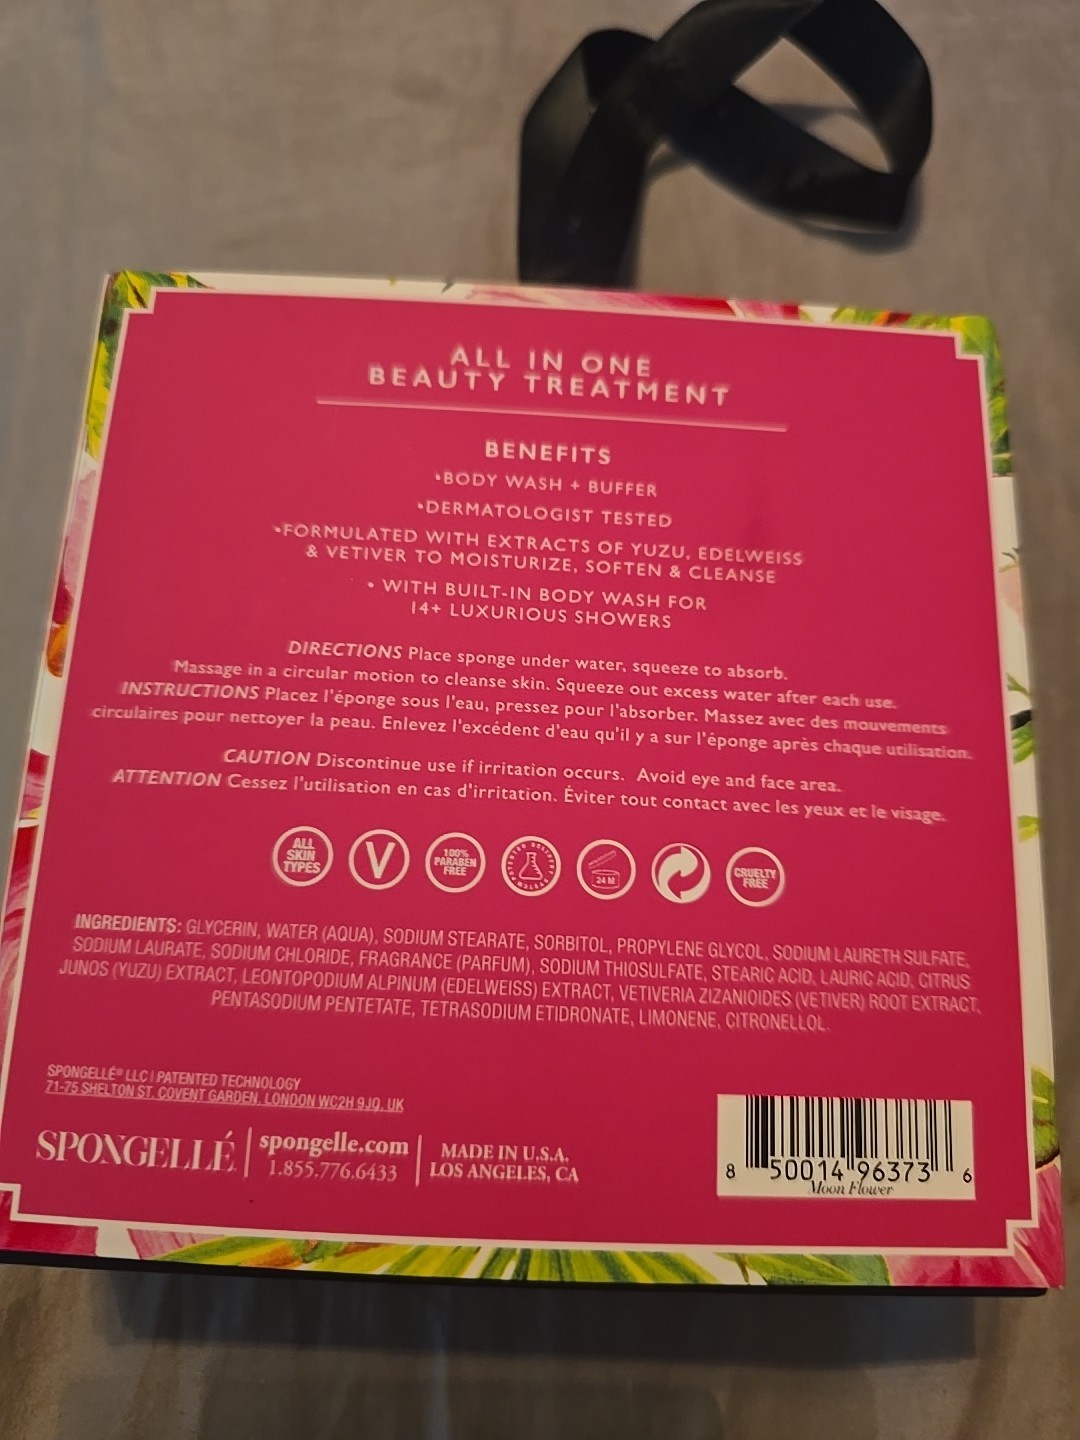 ALL IN ONE
BEAUTY TREATMENT
BENEFITS
•BODY WASH + BUFFER
•DERMATOLOGIST TESTED
•FORMULATED WITH EXTRACTS OF YUZU, EDELWEISS
& VETIVER TO MOISTURIZE, SOFTEN & CLEANSE
• WITH BUILT-IN BODY WASH FOR
14+ LUXURIOUS SHOWERS
DIRECTIONS Place sponge under water, squeeze to absorb.
Massage in a circular motion to cleanse skin. Squeeze out excess water after each use.
INSTRUCTIONS Placez l'éponge sous l'eau, pressez pour l'absorber. Massez avec des mouvements
circulaires pour nettoyer la peau. Enlevez l'excédent d'eau qu'il y a sur l'éponge après chaque utilisation.
CAUTION Discontinue use if irritation occurs. Avoid eye and face area.
ATTENTION Cessez l'utilisation en cas d'irritation. Éviter tout contact avec les yeux et le visage.
ALL
SKIN
TYPES
V
100%
PARABEN
FREE
PATENTED DELIVERY SYSTEM
24 M
CRUELTY
FREE
INGREDIENTS: GLYCERIN, WATER (AQUA), SODIUM STEARATE, SORBITOL, PROPYLENE GLYCOL, SODIUM LAURETH SULFATE,
SODIUM LAURATE, SODIUM CHLORIDE, FRAGRANCE (PARFUM), SODIUM THIOSULFATE, STEARIC ACID, LAURIC ACID, CITRUS
JUNOS (YUZU) EXTRACT, LEONTOPODIUM ALPINUM (EDELWEISS) EXTRACT, VETIVERIA ZIZANIOIDES (VETIVER) ROOT EXTRACT,
PENTASODIUM PENTETATE, TETRASODIUM ETIDRONATE, LIMONENE, CITRONELLOL.
SPONGELLÉ® LLC | PATENTED TECHNOLOGY
71-75 SHELTON ST, COVENT GARDEN, LONDON WC2H 9JQ, UK
SPONGELLÉ
spongelle.com
1.855.776.6433
MADE IN U.S.A.
LOS ANGELES, CA
8 50014 96373 6
Moon Flower